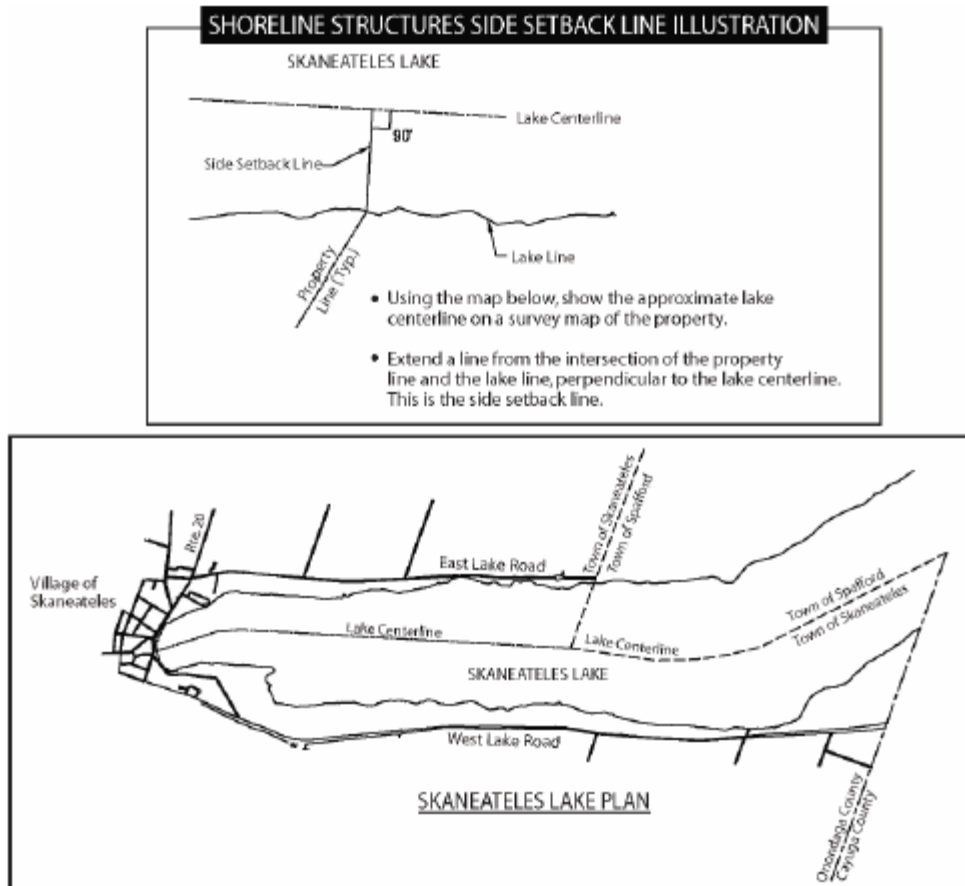 SHORELINE STRUCTURES SIDE SETBACK LINE ILLUSTRATION
SKANEATELES LAKE
Lake Centerline
90'
Side Setback Line
Lake Line
Property
Line (Typ.)
• Using the map below, show the approximate lake
centerline on a survey map of the property.
• Extend a line from the intersection of the property
line and the lake line, perpendicular to the lake centerline.
This is the side setback line.
Town of Skaneateles
Town of Spafford
Rte. 20
East Lake Road
Village of
Skaneateles
Town of Spafford
Town of Skaneateles
Lake Centerline
Lake Centerline
SKANEATELES LAKE
West Lake Road
SKANEATELES LAKE PLAN
Onondaga County
Cayuga County